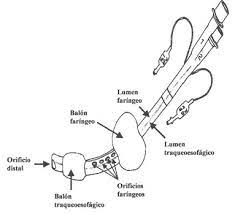 Lumen
faríngeo
Balón
faríngeo
Lumen
traqueoesofágico
Orificio
distal
Balón
traqueoesofágico
Orificios
faríngeos